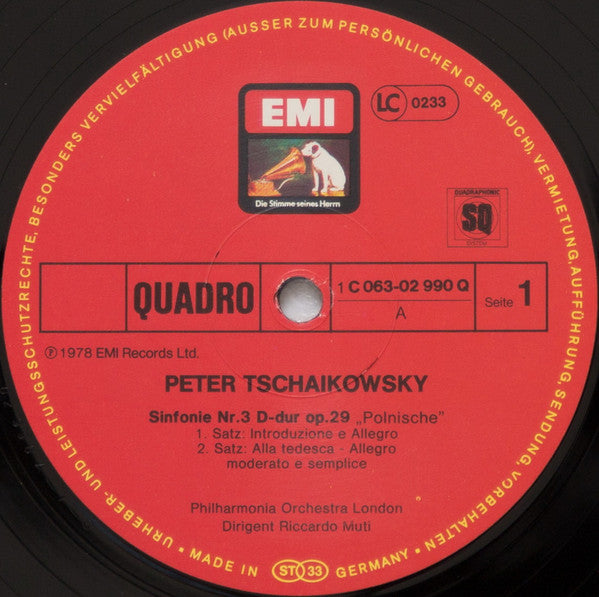 URHEBER- UND LEISTUNGSSCHUTZRECHTE, BESONDERS VERVIELFÄLTIGUNG (AUSSER ZUM PERSÖNLICHEN GEBRAUCH), VERMIETUNG, AUFFÜHRUNG, SENDUNG, VORBEHALTEN
EMI
Die Stimme seines Herrn
LC 0233
QUADRAPHONIC
SQ
SYSTEM
QUADRO
1 C 063-02 990 Q
A
Seite 1
℗ 1978 EMI Records Ltd.
PETER TSCHAIKOWSKY
Sinfonie Nr.3 D-dur op.29 „Polnische”
1. Satz: Introduzione e Allegro
2. Satz: Alla tedesca - Allegro
moderato e semplice
Philharmonia Orchestra London
Dirigent Riccardo Muti
• MADE IN ST 33 GERMANY •